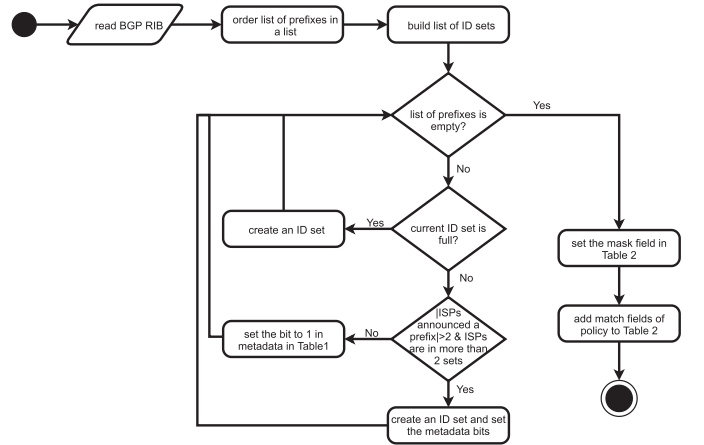 read BGP RIB
order list of prefixes in
a list
build list of ID sets
list of prefixes is
empty?
Yes
No
create an ID set
Yes
current ID set is
full?
set the mask field in
Table 2
No
|ISPs
announced a
prefix|>2 & ISPs
are in more than
2 sets
No
set the bit to 1 in
metadata in Table1
add match fields of
policy to Table 2
Yes
create an ID set and set
the metadata bits